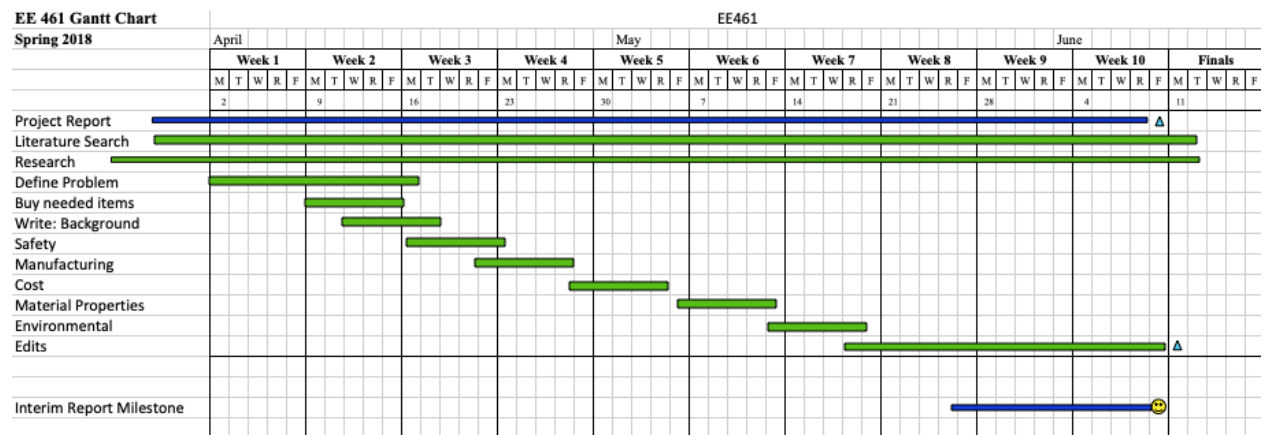 EE 461 Gantt Chart EE461
Spring 2018 April May June
Week 1 Week 2 Week 3 Week 4 Week 5 Week 6 Week 7 Week 8 Week 9 Week 10 Finals
M T W R F M T W R F M T W R F M T W R F M T W R F M T W R F M T W R F M T W R F M T W R F M T W R F M T W R F
2 9 16 23 30 7 14 21 28 4 11
Project Report
Literature Search
Research
Define Problem
Buy needed items
Write: Background
Safety
Manufacturing
Cost
Material Properties
Environmental
Edits
Interim Report Milestone